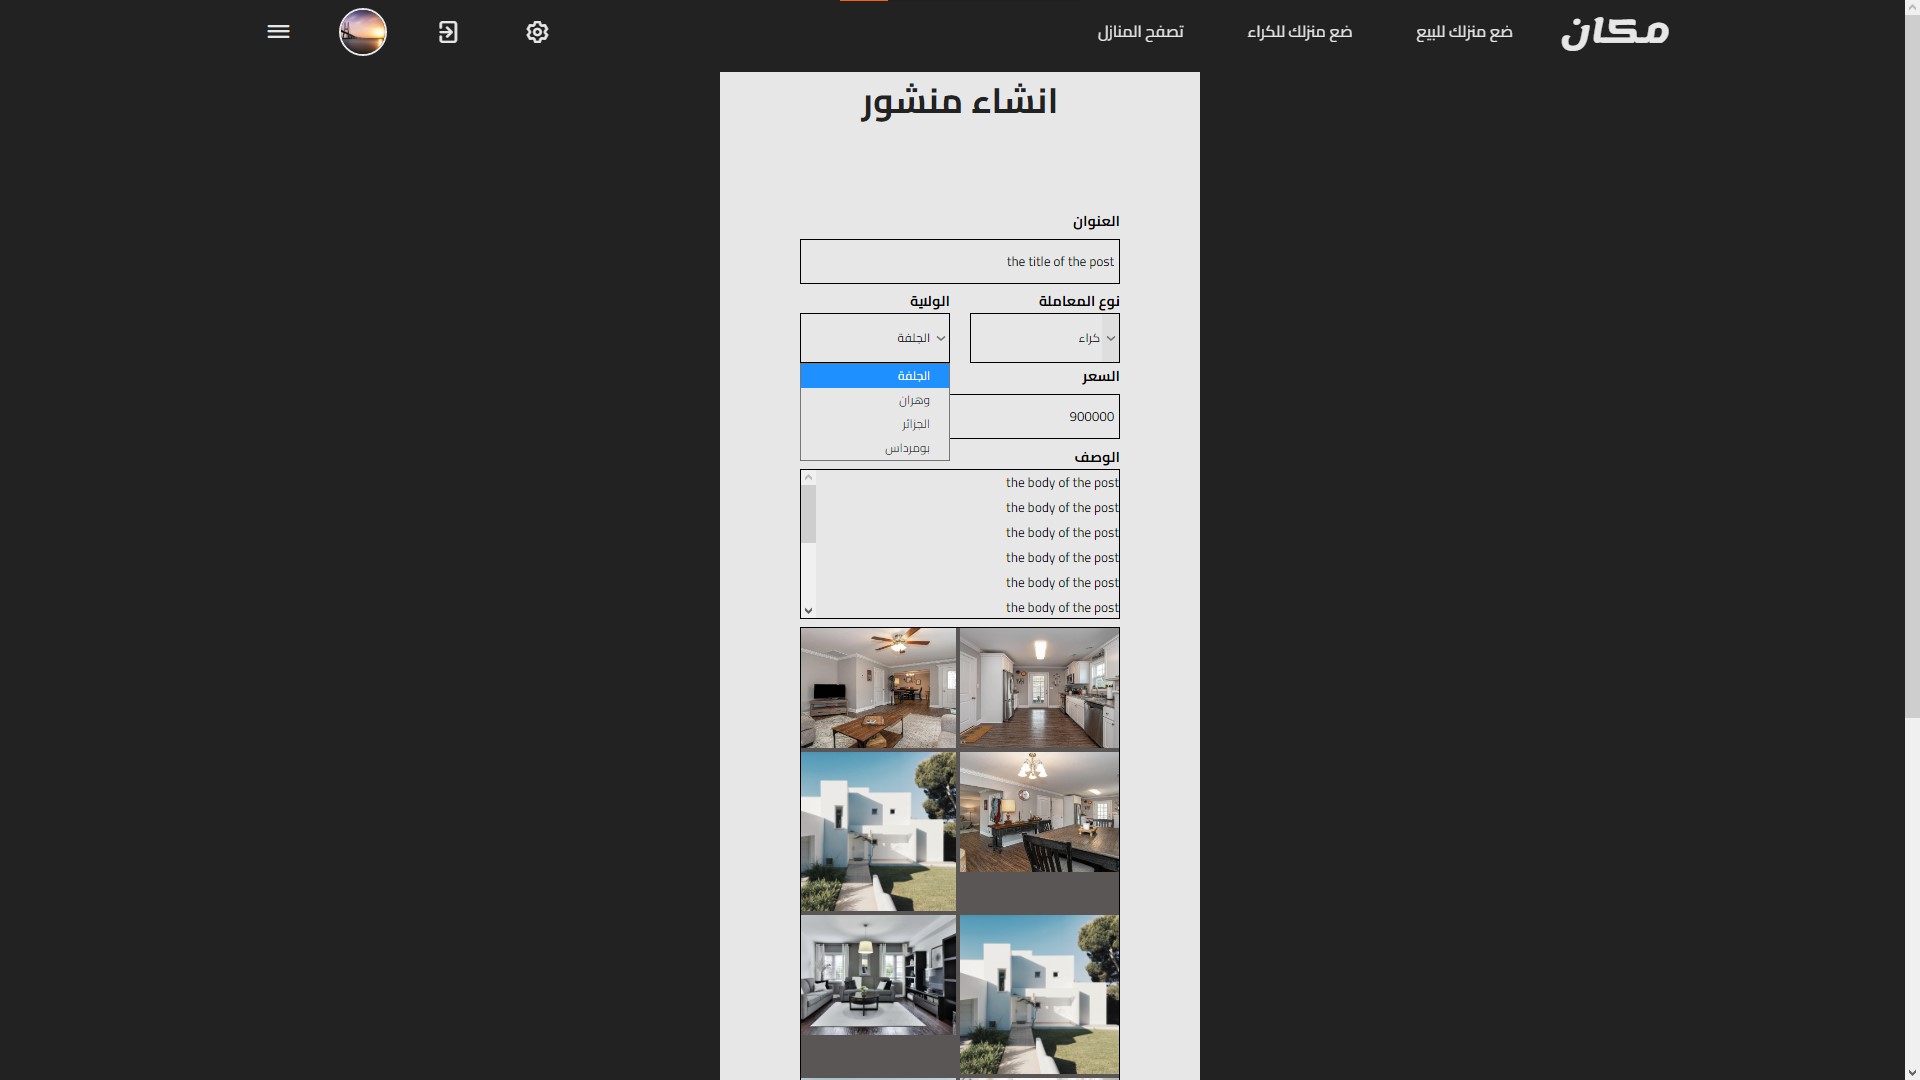 مكان
ضع منزلك للبيع
ضع منزلك للكراء
تصفح المنازل
انشاء منشور
العنوان
the title of the post
نوع المعاملة
الولاية
كراء
الجلفة
الجلفة
وهران
الجزائر
بومرداس
السعر
900000
الوصف
the body of the post
the body of the post
the body of the post
the body of the post
the body of the post
the body of the post